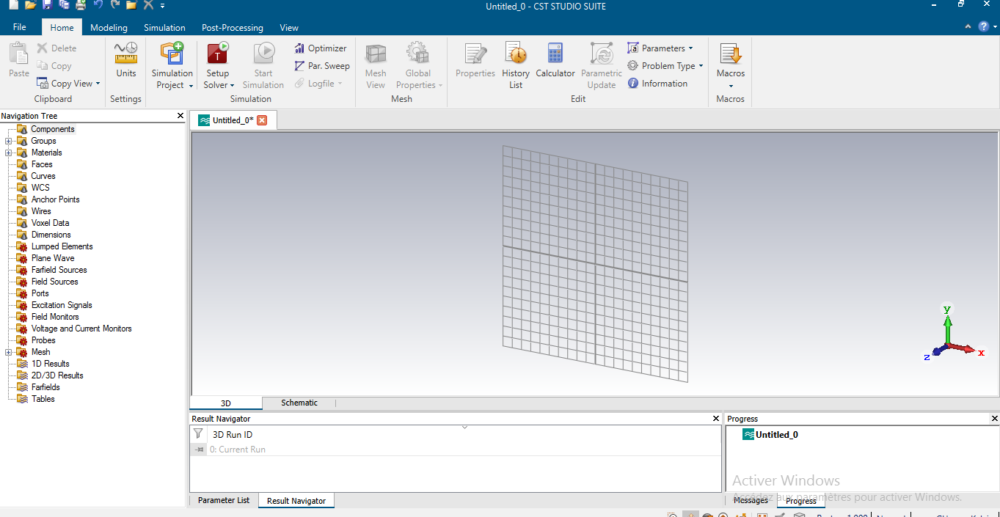 Untitled_0 - CST STUDIO SUITE
File Home Modeling Simulation Post-Processing View
Paste
Delete
Copy
Copy View
Clipboard
Units
Settings
Simulation Project
Setup Solver
Start Simulation
Optimizer
Par. Sweep
Logfile
Simulation
Mesh View
Global Properties
Mesh
Properties
History List
Calculator
Parametric Update
Parameters
Problem Type
Information
Edit
Macros
Macros
Navigation Tree
Components
Groups
Materials
Faces
Curves
WCS
Anchor Points
Wires
Voxel Data
Dimensions
Lumped Elements
Plane Wave
Farfield Sources
Field Sources
Ports
Excitation Signals
Field Monitors
Voltage and Current Monitors
Probes
Mesh
1D Results
2D/3D Results
Farfields
Tables
Untitled_0*
y
x
z
3D Schematic
Result Navigator
3D Run ID
0: Current Run
Parameter List Result Navigator
Progress
Untitled_0
Activer Windows
Accédez aux paramètres pour activer Windows.
Messages Progress